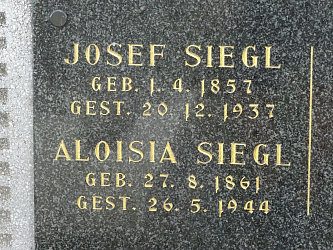 JOSEF SIEGL
GEB. 1. 4. 1857
GEST. 20. 12. 1937
ALOISIA SIEGL
GEB. 27. 8. 1861
GEST. 26. 5. 1944